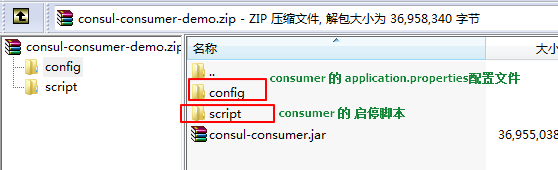 consul-consumer-demo.zip - ZIP 压缩文件, 解包大小为 36,958,340 字节
consul-consumer-demo.zip
config
script
名称
大
..
config
script
consul-consumer.jar
36,955,038
consumer 的 application.properties配置文件
consumer 的 启停脚本